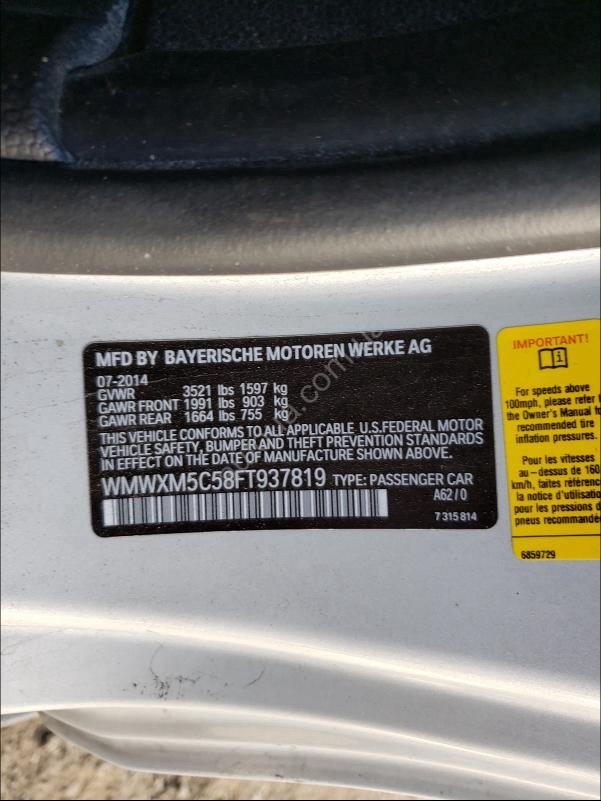 MFD BY BAYERISCHE MOTOREN WERKE AG
07-2014
GVWR 3521 lbs 1597 kg
GAWR FRONT 1991 lbs 903 kg
GAWR REAR 1664 lbs 755 kg
THIS VEHICLE CONFORMS TO ALL APPLICABLE U.S.FEDERAL MOTOR
VEHICLE SAFETY, BUMPER AND THEFT PREVENTION STANDARDS
IN EFFECT ON THE DATE OF MANUFACTURE SHOWN ABOVE.
WMWXM5C58FT937819 TYPE: PASSENGER CAR
A62/0
7 315 814
IMPORTANT!
For speeds above
100mph, please refer
the Owner's Manual
recommended tire
inflation pressures.
Pour les vitesses
au-dessus de 160
km/h, faites
la notice
pour les pressions
pneus
6859729